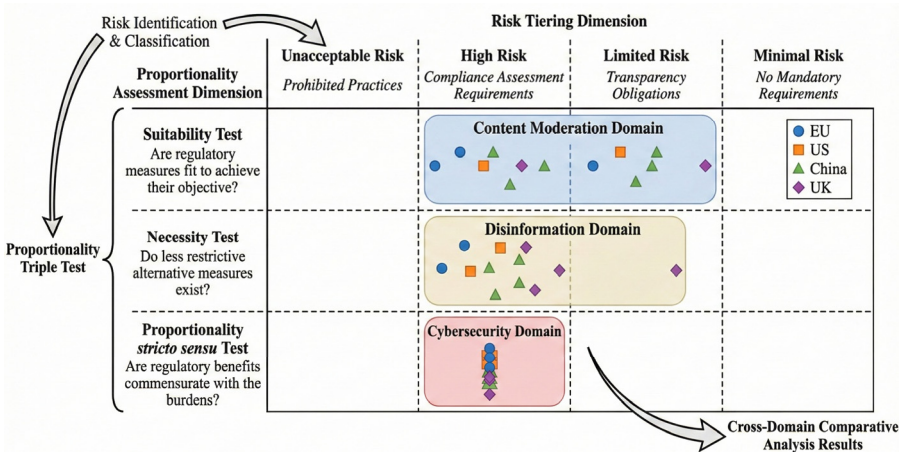 Risk Identification
& Classification
Risk Tiering Dimension
Proportionality
Assessment Dimension
Unacceptable Risk
Prohibited Practices
High Risk
Compliance Assessment
Requirements
Limited Risk
Transparency
Obligations
Minimal Risk
No Mandatory
Requirements
Suitability Test
Are regulatory
measures fit to achieve
their objective?
Content Moderation Domain
EU
US
China
UK
Proportionality
Triple Test
Necessity Test
Do less restrictive
alternative measures
exist?
Disinformation Domain
Proportionality
stricto sensu Test
Are regulatory benefits
commensurate with the
burdens?
Cybersecurity Domain
Cross-Domain Comparative
Analysis Results